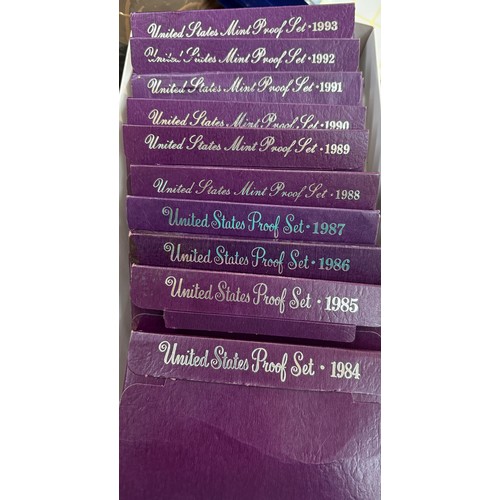 United States Mint Proof Set • 1993
United States Mint Proof Set • 1992
United States Mint Proof Set • 1991
United States Mint Proof Set • 1990
United States Mint Proof Set • 1989
United States Mint Proof Set • 1988
United States Proof Set • 1987
United States Proof Set • 1986
United States Proof Set • 1985
United States Proof Set • 1984